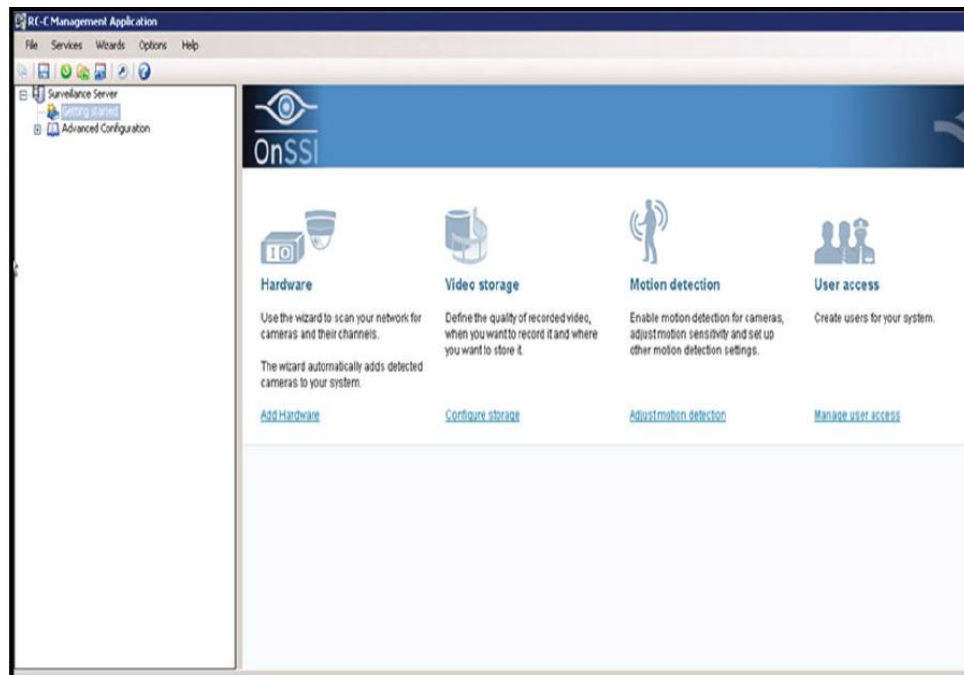 RC-C Management Application
File Services Wizards Options Help
Surveillance Server
Getting started
Advanced Configuration
OnSSI
IO
Hardware
Use the wizard to scan your network for
cameras and their channels.
The wizard automatically adds detected
cameras to your system.
Add Hardware
Video storage
Define the quality of recorded video,
when you want to record it and where
you want to store it.
Configure storage
Motion detection
Enable motion detection for cameras,
adjust motion sensitivity and set up
other motion detection settings.
Adjust motion detection
User access
Create users for your system.
Manage user access